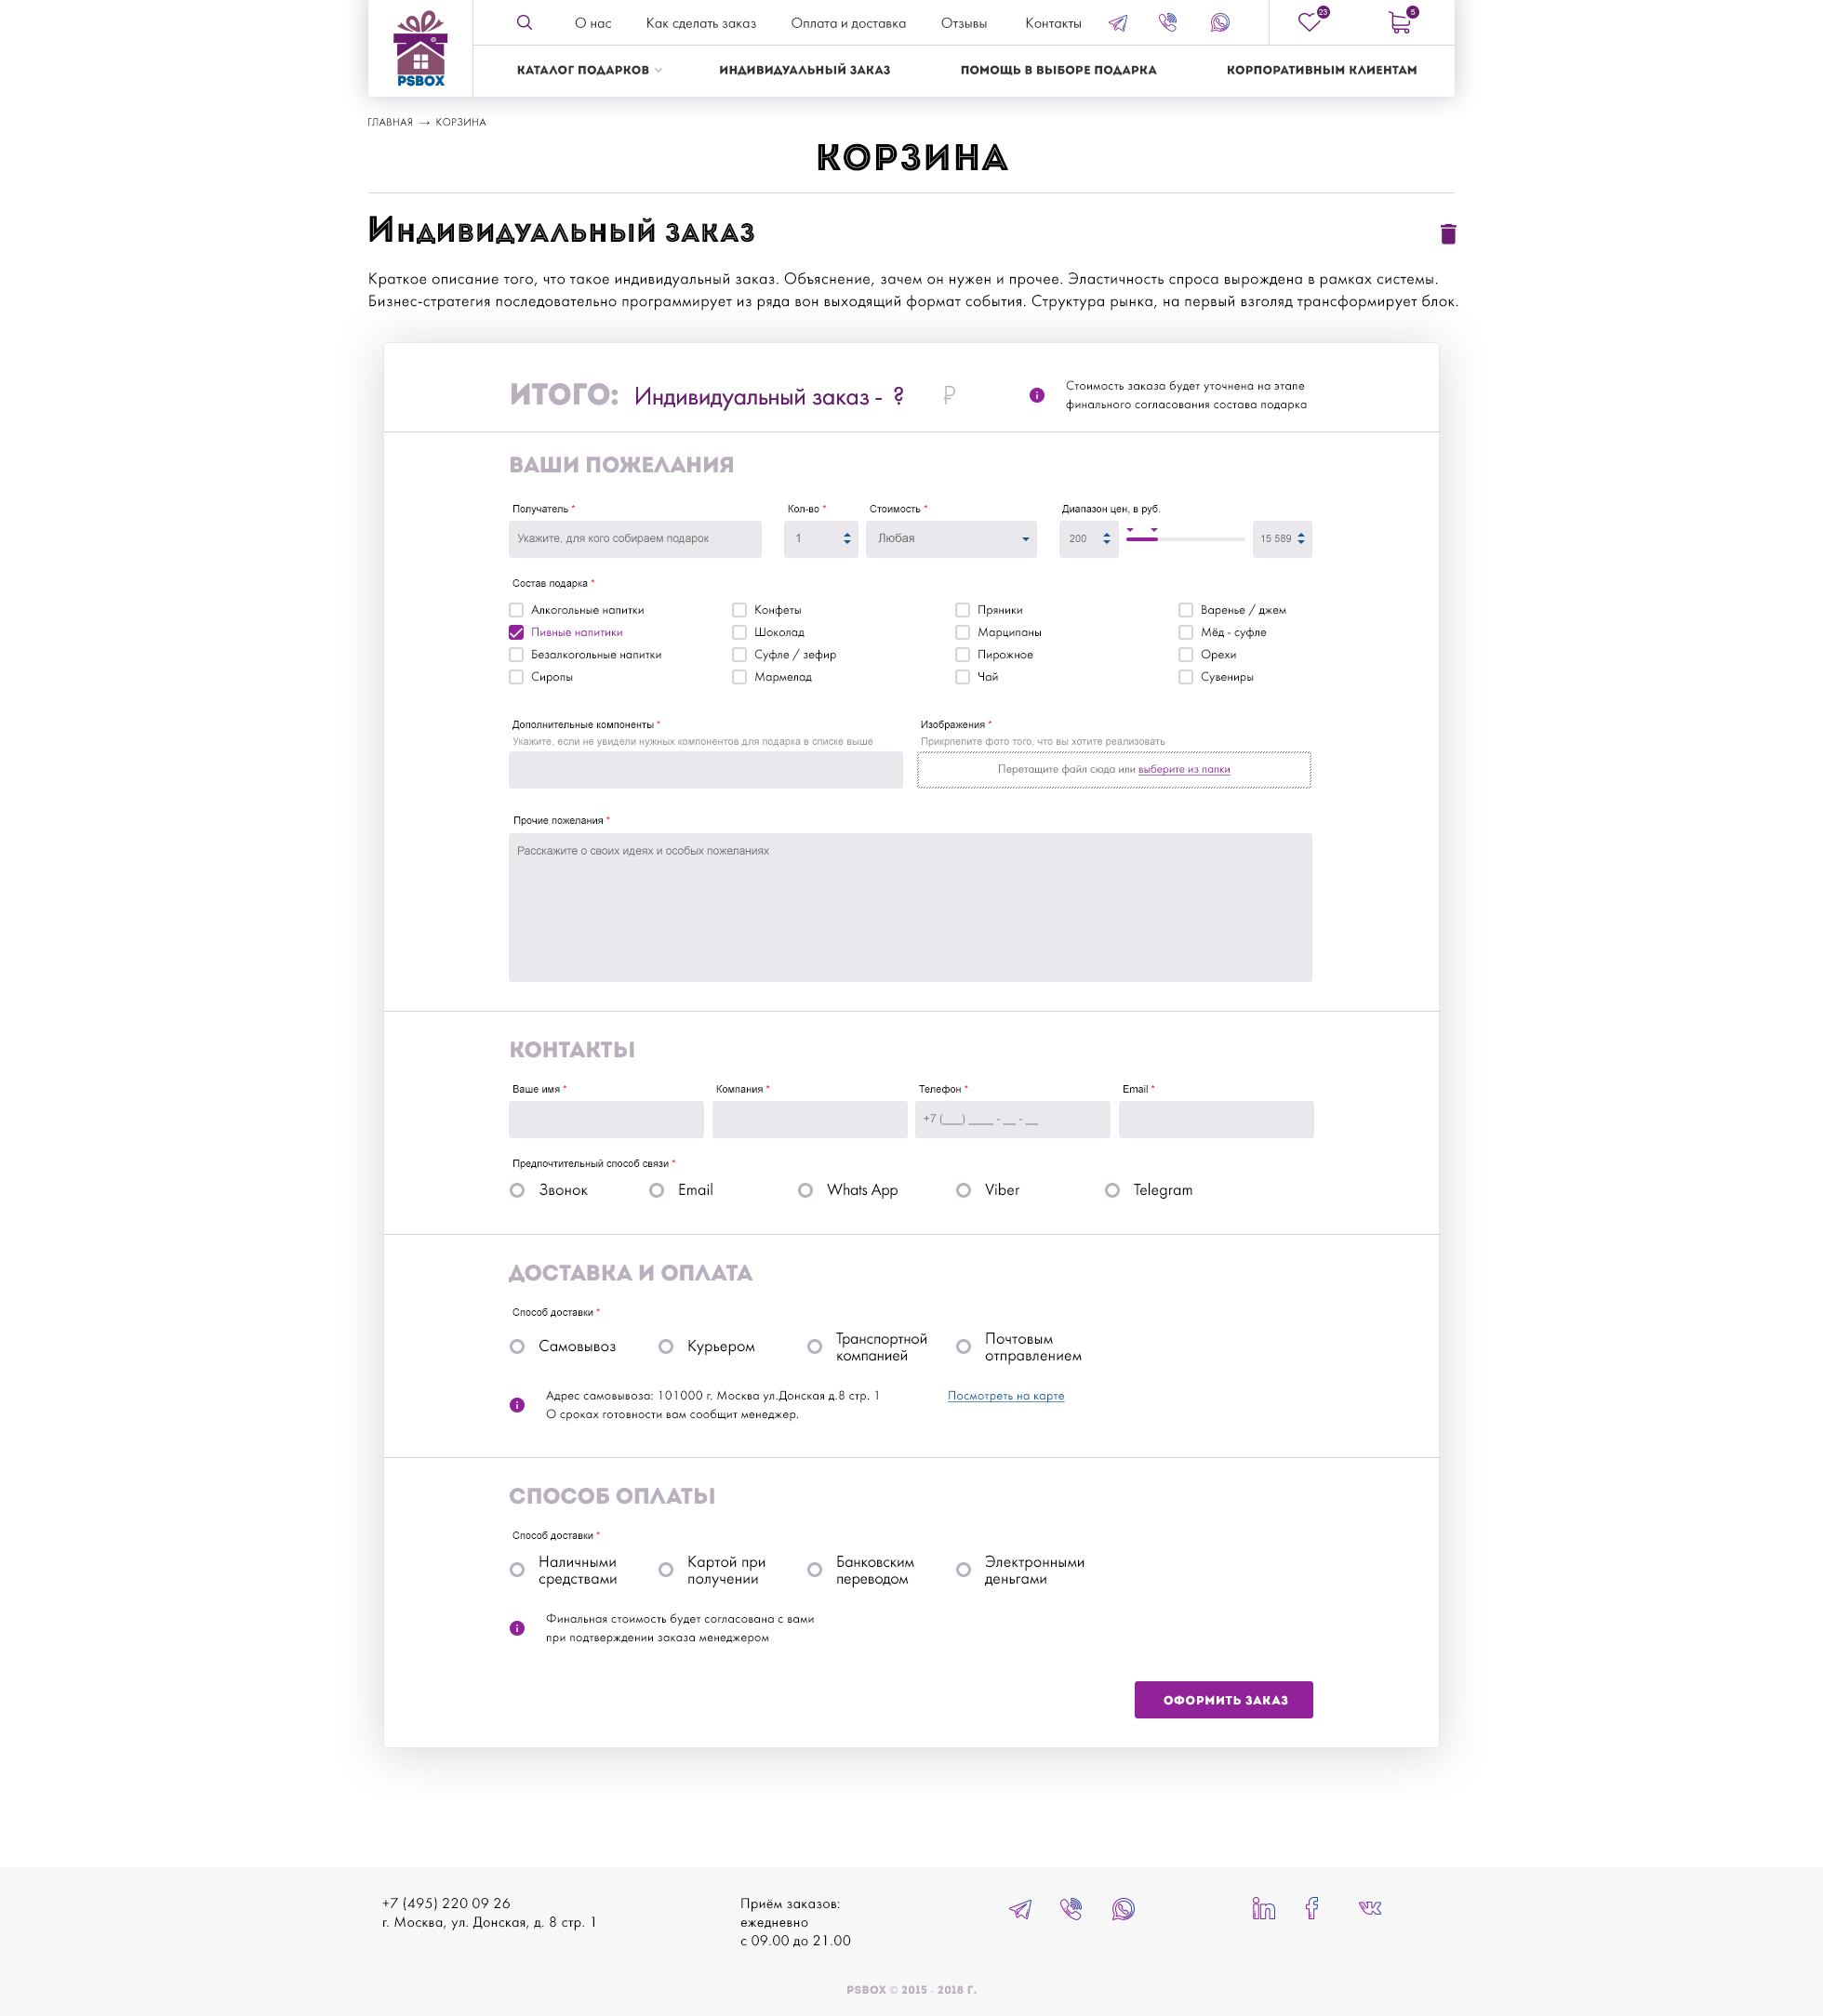 PSBOX
О нас Как сделать заказ Оплата и доставка Отзывы Контакты 23 5
КАТАЛОГ ПОДАРКОВ ИНДИВИДУАЛЬНЫЙ ЗАКАЗ ПОМОЩЬ В ВЫБОРЕ ПОДАРКА КОРПОРАТИВНЫМ КЛИЕНТАМ
ГЛАВНАЯ → КОРЗИНА
КОРЗИНА
Индивидуальный заказ
Краткое описание того, что такое индивидуальный заказ. Объяснение, зачем он нужен и прочее. Эластичность спроса вырождена в рамках системы.
Бизнес-стратегия последовательно программирует из ряда вон выходящий формат события. Структура рынка, на первый взголяд трансформирует блок.
ИТОГО: Индивидуальный заказ - ? ₽
Стоимость заказа будет уточнена на этапе
финального согласования состава подарка
ВАШИ ПОЖЕЛАНИЯ
Получатель * Кол-во * Стоимость * Диапазон цен, в руб.
Укажите, для кого собираем подарок 1 Любая 200 15 589
Состав подарка *
Алкогольные напитки Конфеты Пряники Варенье / джем
Пивные напитики Шоколад Марципаны Мёд - суфле
Безалкогольные напитки Суфле / зефир Пирожное Орехи
Сиропы Мармелад Чай Сувениры
Дополнительные компоненты * Изображения *
Укажите, если не увидели нужных компонентов для подарка в списке выше Прикрпепите фото того, что вы хотите реализовать
Перетащите файл сюда или выберите из папки
Прочие пожелания *
Расскажите о своих идеях и особых пожеланиях
КОНТАКТЫ
Ваше имя * Компания * Телефон * Email *
+7 (___) ____ - __ - __
Предпочтительный способ связи *
Звонок Email Whats App Viber Telegram
ДОСТАВКА И ОПЛАТА
Способ доставки *
Самовывоз Курьером Транспортной компанией Почтовым отправлением
Адрес самовывоза: 101000 г. Москва ул.Донская д.8 стр. 1 Посмотреть на карте
О сроках готовности вам сообщит менеджер.
СПОСОБ ОПЛАТЫ
Способ доставки *
Наличными средствами Картой при получении Банковским переводом Электронными деньгами
Финальная стоимость будет согласована с вами
при подтверждении заказа менеджером
ОФОРМИТЬ ЗАКАЗ
+7 (495) 220 09 26
г. Москва, ул. Донская, д. 8 стр. 1
Приём заказов:
ежедневно
с 09.00 до 21.00
PSBOX © 2015 - 2018 Г.